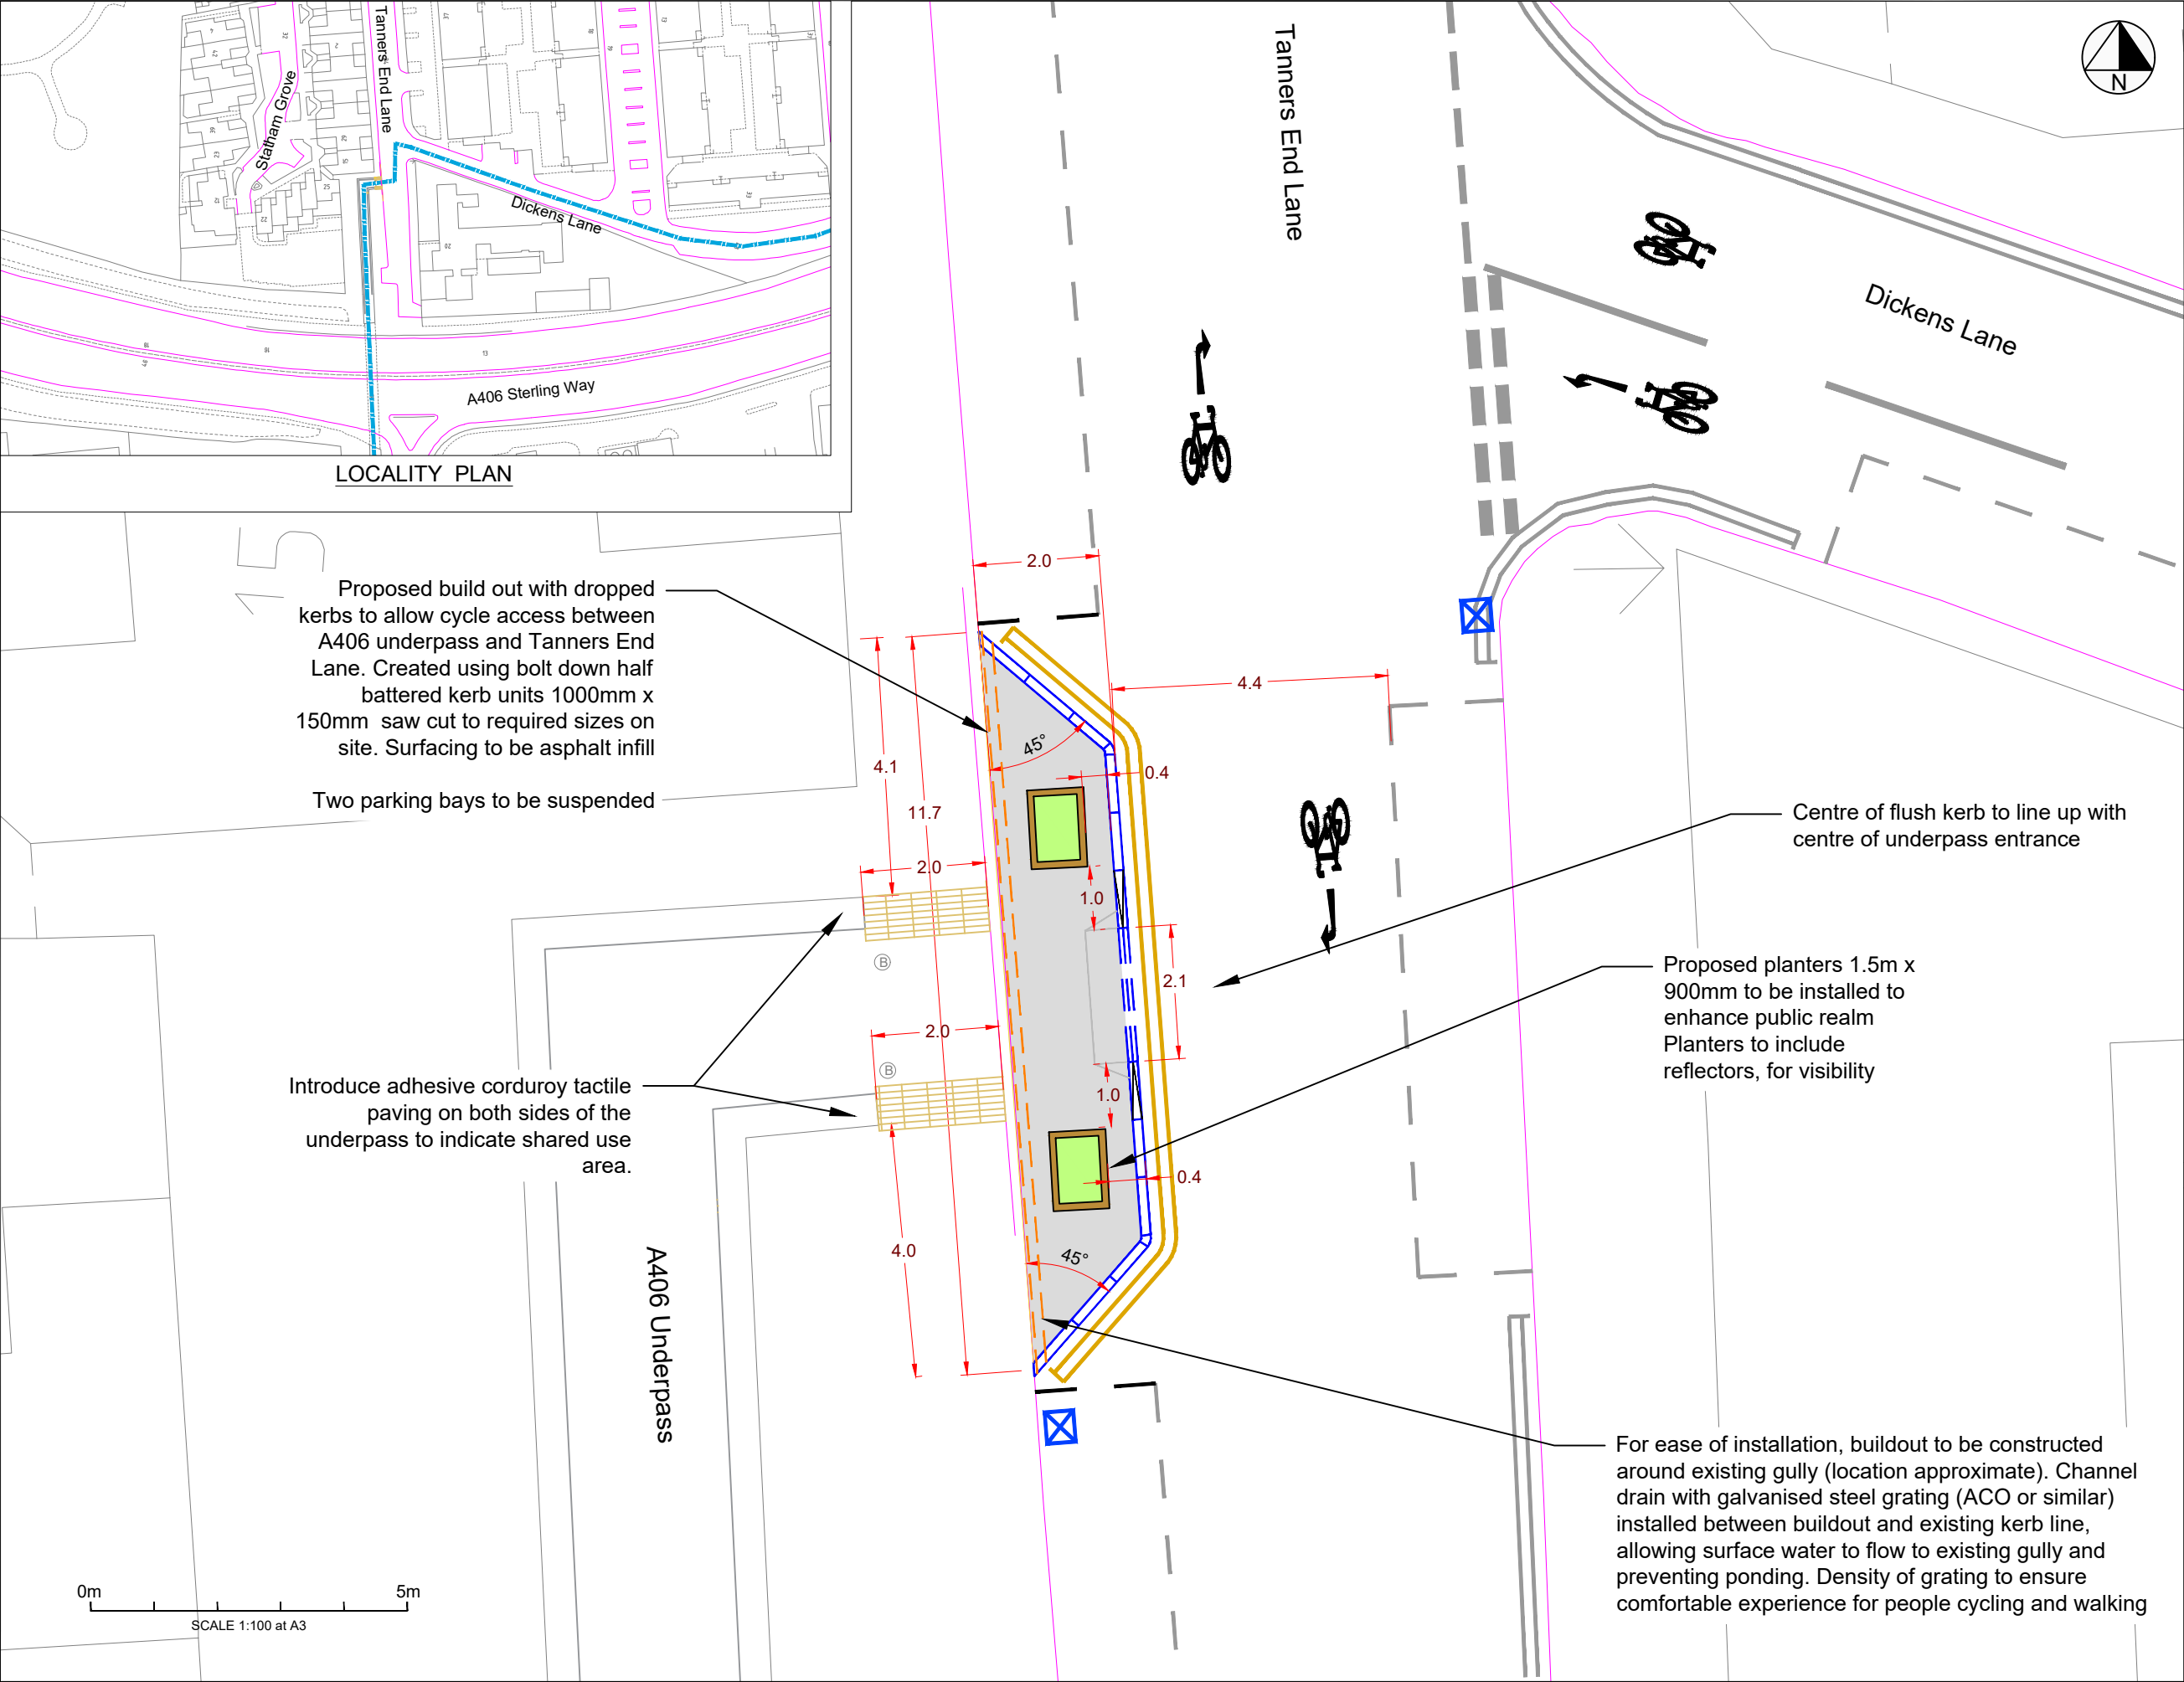 Tanners End Lane
Statham Grove
Dickens Lane
A406 Sterling Way
LOCALITY PLAN
Tanners End Lane
N
Dickens Lane
Proposed build out with dropped
kerbs to allow cycle access between
A406 underpass and Tanners End
Lane. Created using bolt down half
battered kerb units 1000mm x
150mm saw cut to required sizes on
site. Surfacing to be asphalt infill
Two parking bays to be suspended
2.0
4.4
45°
4.1
0.4
11.7
2.0
1.0
B
2.1
2.0
B
1.0
0.4
4.0
45°
Centre of flush kerb to line up with
centre of underpass entrance
Proposed planters 1.5m x
900mm to be installed to
enhance public realm
Planters to include
reflectors, for visibility
Introduce adhesive corduroy tactile
paving on both sides of the
underpass to indicate shared use
area.
A406 Underpass
For ease of installation, buildout to be constructed
around existing gully (location approximate). Channel
drain with galvanised steel grating (ACO or similar)
installed between buildout and existing kerb line,
allowing surface water to flow to existing gully and
preventing ponding. Density of grating to ensure
comfortable experience for people cycling and walking
0m 5m
SCALE 1:100 at A3